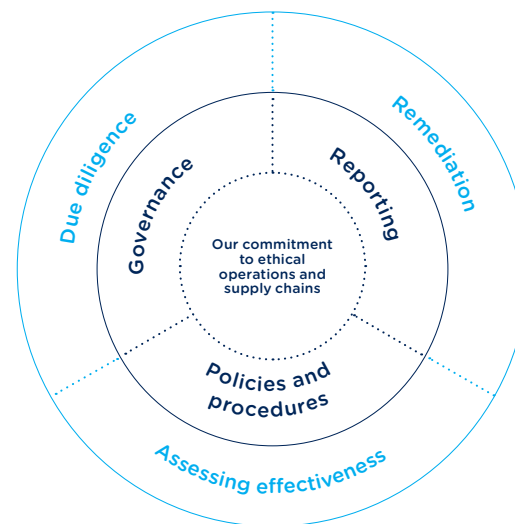 Due diligence
Remediation
Governance
Reporting
Our commitment
to ethical
operations and
supply chains
Policies and
procedures
Assessing effectiveness